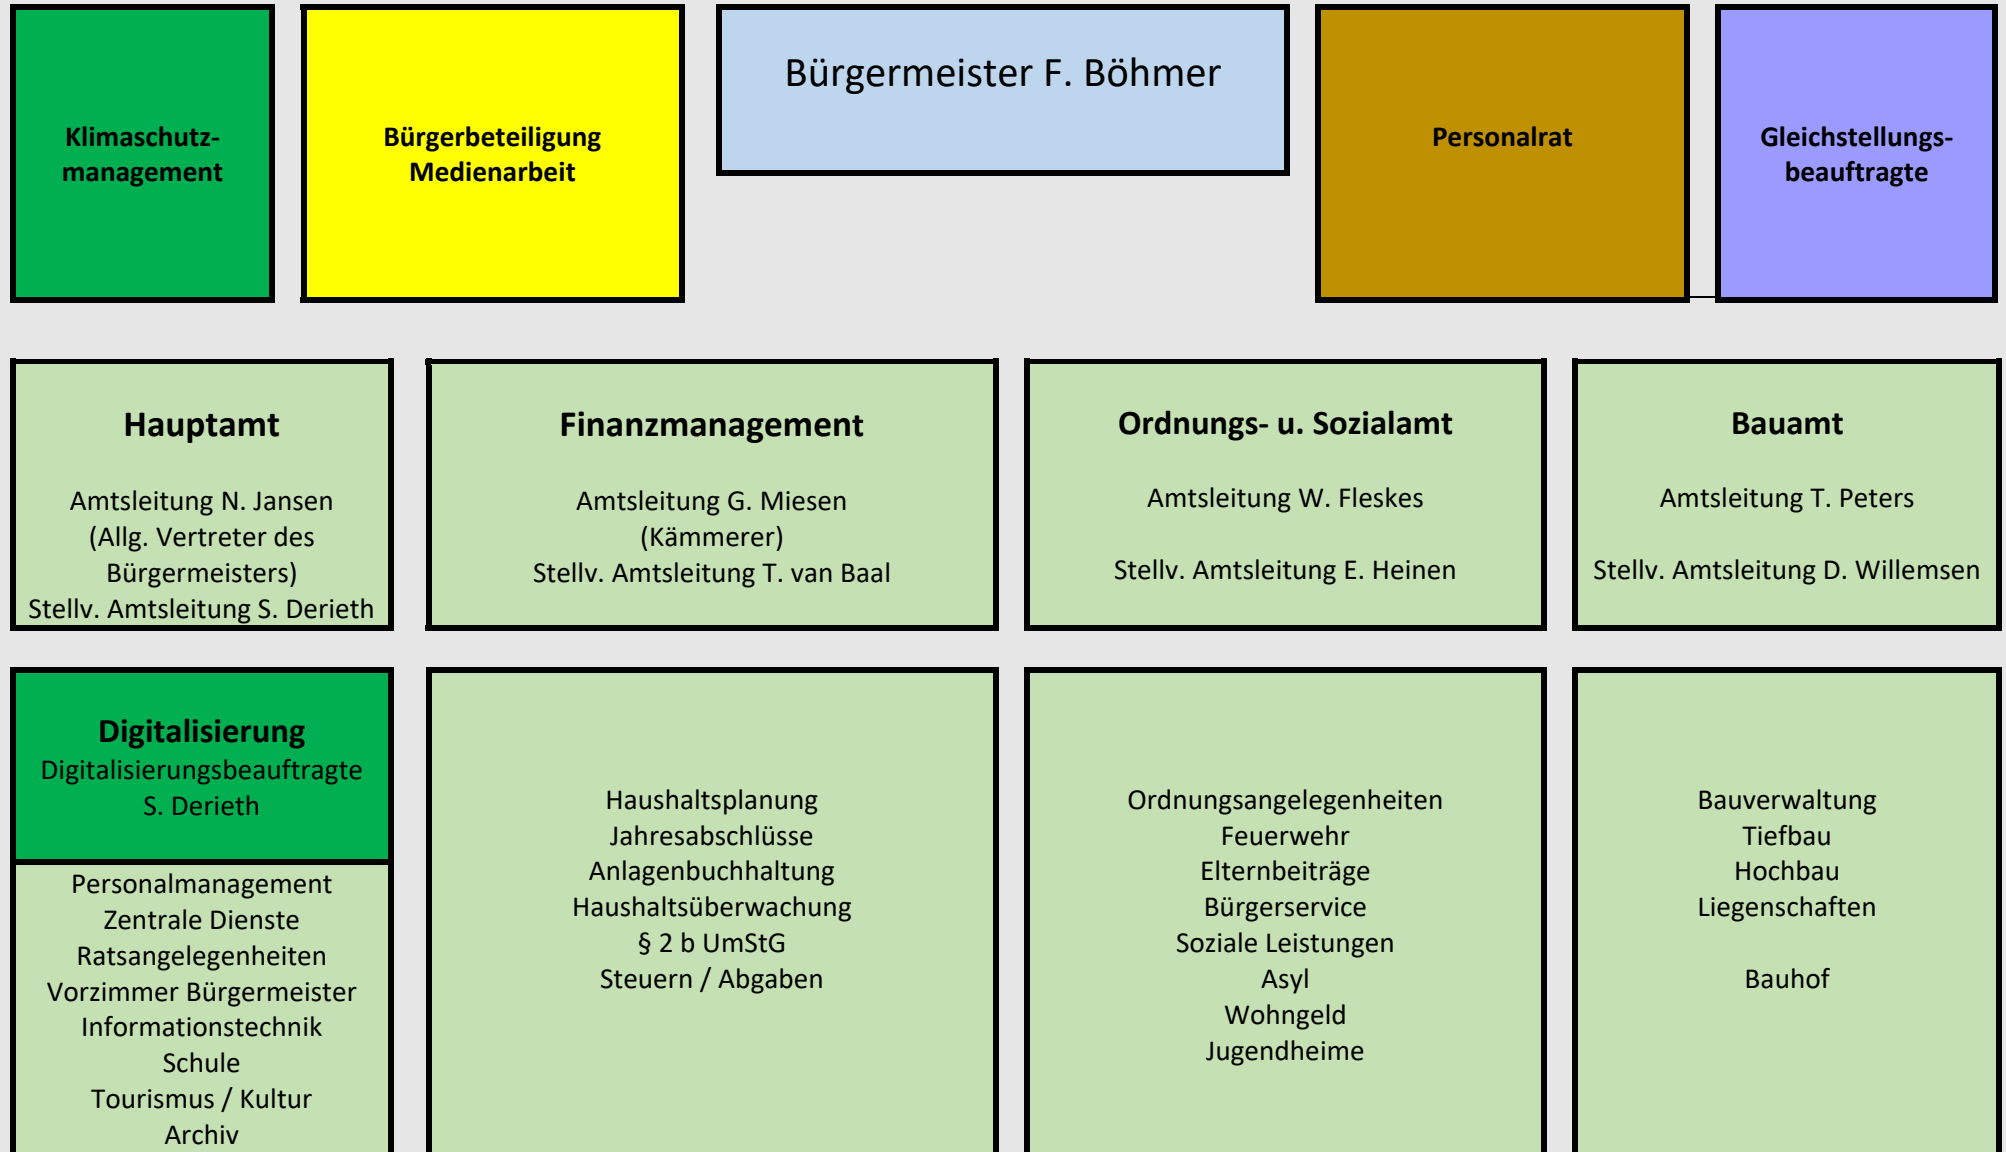 Klimaschutz-
management
Bürgerbeteiligung
Medienarbeit
Bürgermeister F. Böhmer
Personalrat
Gleichstellungs-
beauftragte
Hauptamt
Amtsleitung N. Jansen
(Allg. Vertreter des
Bürgermeisters)
Stellv. Amtsleitung S. Derieth
Finanzmanagement
Amtsleitung G. Miesen
(Kämmerer)
Stellv. Amtsleitung T. van Baal
Ordnungs- u. Sozialamt
Amtsleitung W. Fleskes
Stellv. Amtsleitung E. Heinen
Bauamt
Amtsleitung T. Peters
Stellv. Amtsleitung D. Willemsen
Digitalisierung
Digitalisierungsbeauftragte
S. Derieth
Personalmanagement
Zentrale Dienste
Ratsangelegenheiten
Vorzimmer Bürgermeister
Informationstechnik
Schule
Tourismus / Kultur
Archiv
Haushaltsplanung
Jahresabschlüsse
Anlagenbuchhaltung
Haushaltsüberwachung
§ 2 b UmStG
Steuern / Abgaben
Ordnungsangelegenheiten
Feuerwehr
Elternbeiträge
Bürgerservice
Soziale Leistungen
Asyl
Wohngeld
Jugendheime
Bauverwaltung
Tiefbau
Hochbau
Liegenschaften
Bauhof